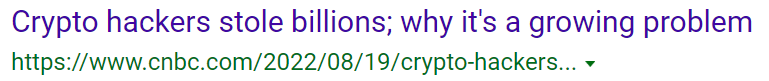 Crypto hackers stole billions; why it's a growing problem
https://www.cnbc.com/2022/08/19/crypto-hackers...